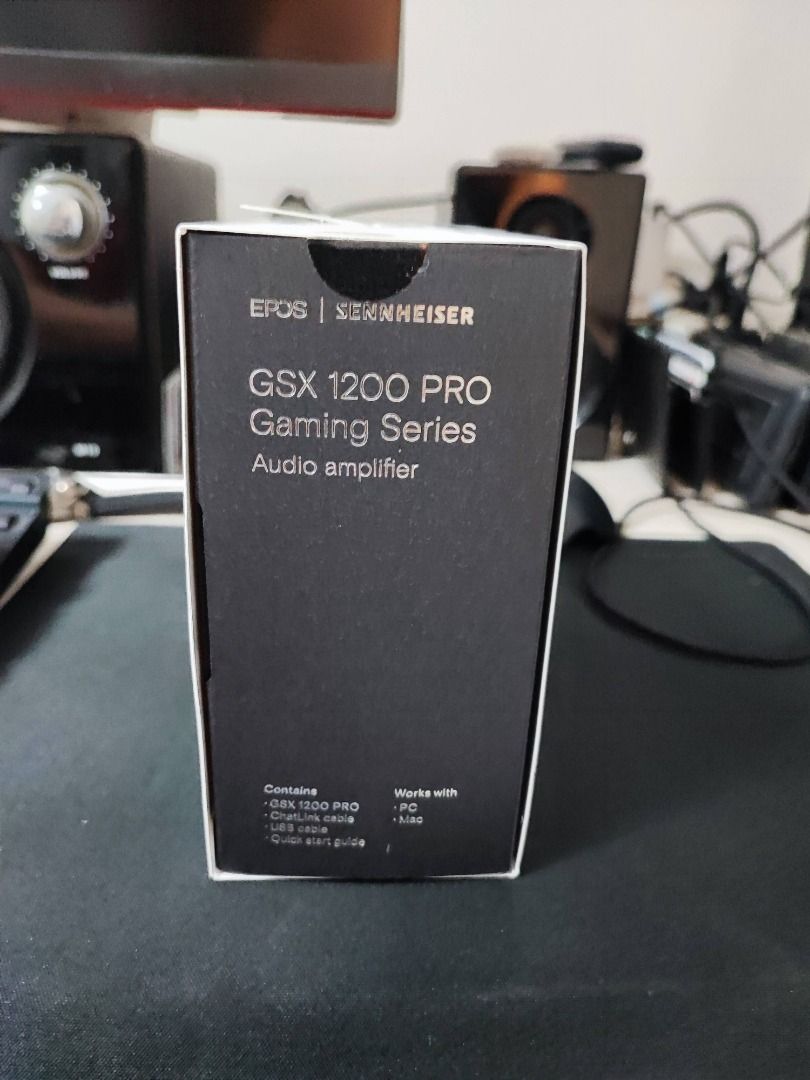 EPOS | SENNHEISER
GSX 1200 PRO
Gaming Series
Audio amplifier
Contains
· GSX 1200 PRO
· ChatLink cable
· USB cable
· Quick start guide
Works with
· PC
· Mac